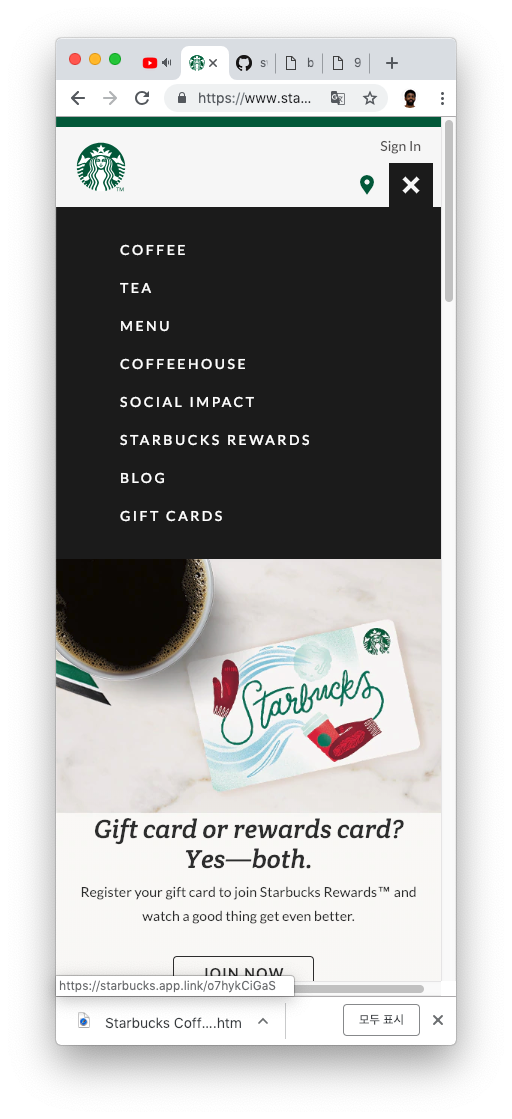 s
b
9
https://www.sta...
Sign In
COFFEE
TEA
MENU
COFFEEHOUSE
SOCIAL IMPACT
STARBUCKS REWARDS
BLOG
GIFT CARDS
Starbucks
Gift card or rewards card?
Yes—both.
Register your gift card to join Starbucks Rewards™ and
watch a good thing get even better.
JOIN NOW
https://starbucks.app.link/o7hykCiGaS
Starbucks Coff....htm
모두 표시